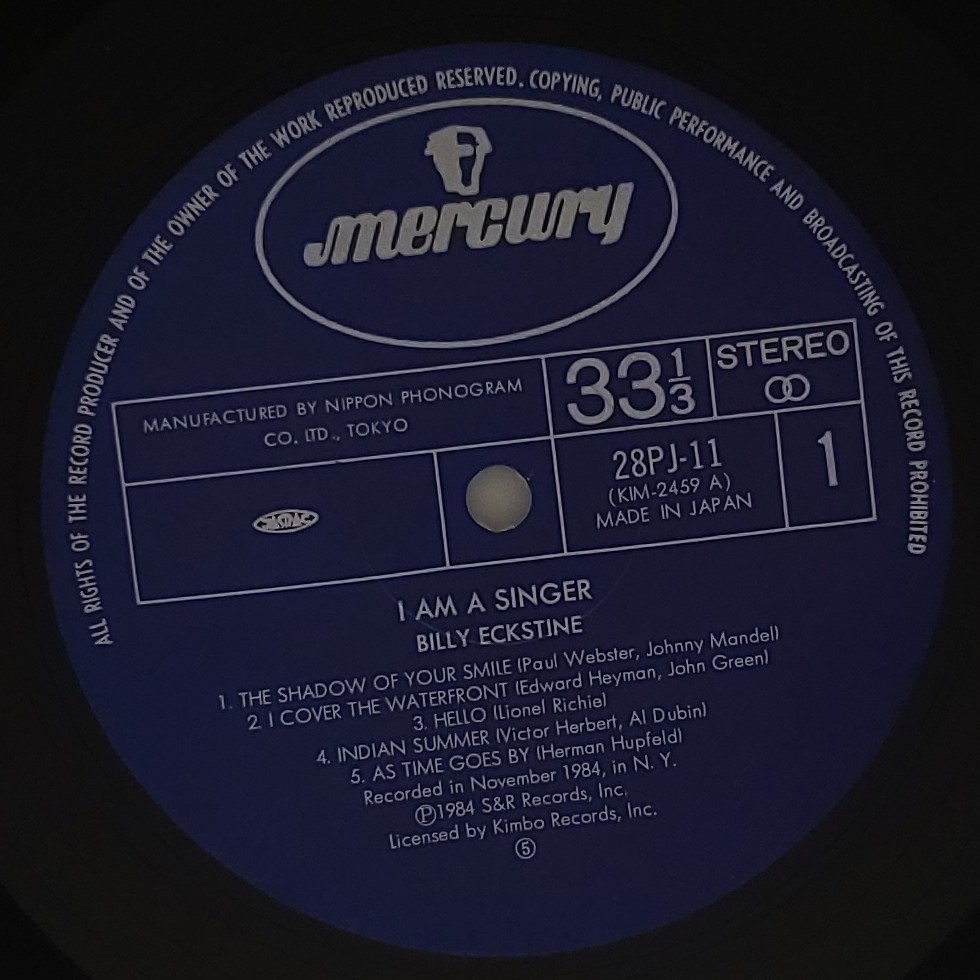 ALL RIGHTS OF THE RECORD PRODUCER AND OF THE OWNER OF THE WORK REPRODUCED RESERVED. COPYING, PUBLIC PERFORMANCE AND BROADCASTING OF THIS RECORD PROHIBITED
mercury
MANUFACTURED BY NIPPON PHONOGRAM
CO. LTD., TOKYO
33 1/3
STEREO
JASRAC
28PJ-11
(KIM-2459 A)
MADE IN JAPAN
1
I AM A SINGER
BILLY ECKSTINE
1. THE SHADOW OF YOUR SMILE (Paul Webster, Johnny Mandel)
2. I COVER THE WATERFRONT (Edward Heyman, John Green)
3. HELLO (Lionel Richie)
4. INDIAN SUMMER (Victor Herbert, Al Dubin)
5. AS TIME GOES BY (Herman Hupfeld)
Recorded in November 1984, in N. Y.
Ⓟ1984 S&R Records, Inc.
Licensed by Kimbo Records, Inc.
⑤